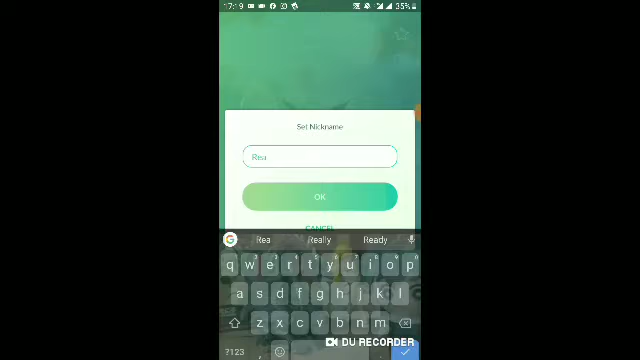 17:19 35%
Set Nickname
Rea
OK
CANCEL
Rea Really Ready
q w e r t y u i o p
a s d f g h j k l
z x c v b n m
DU RECORDER
?123 , .